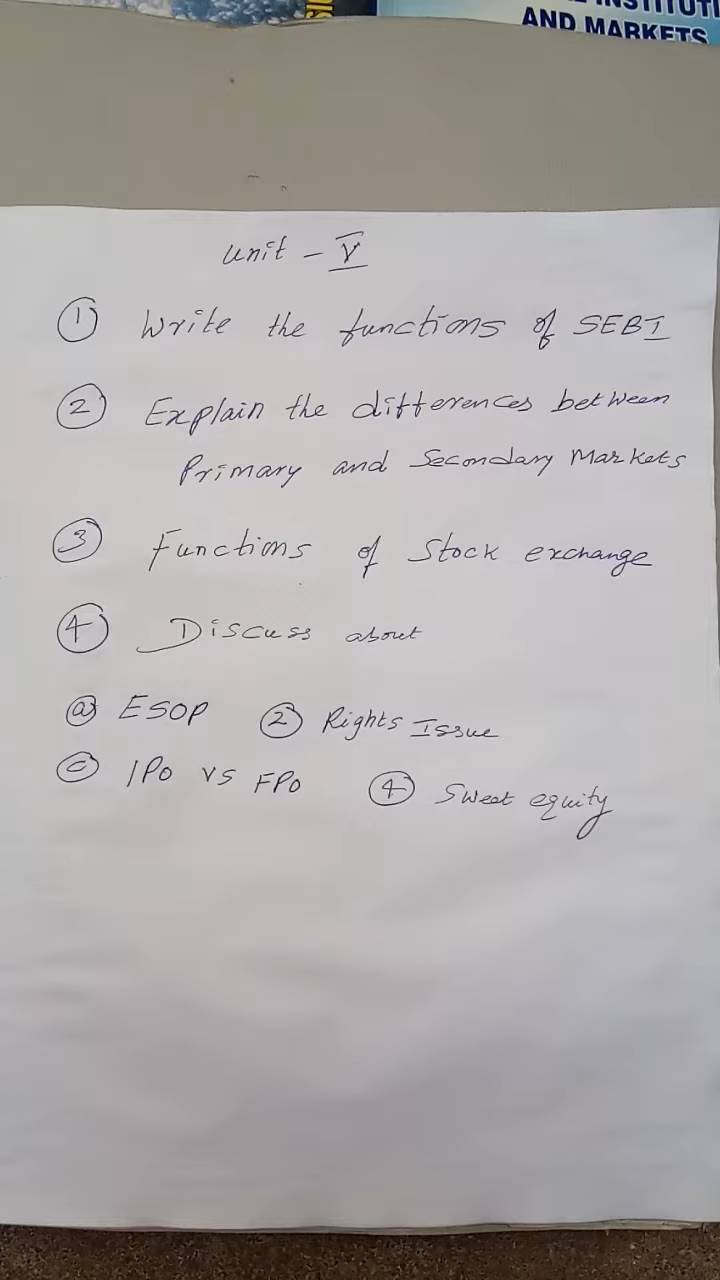 INSTITUTI
AND MARKETS
Unit - V
① Write the functions of SEBI
② Explain the differences between
Primary and Secondary Markets
③ Functions of Stock exchange
④ Discuss about
ⓐ ESOP ② Rights Issue
ⓒ IPO VS FPO ④ Sweat equity